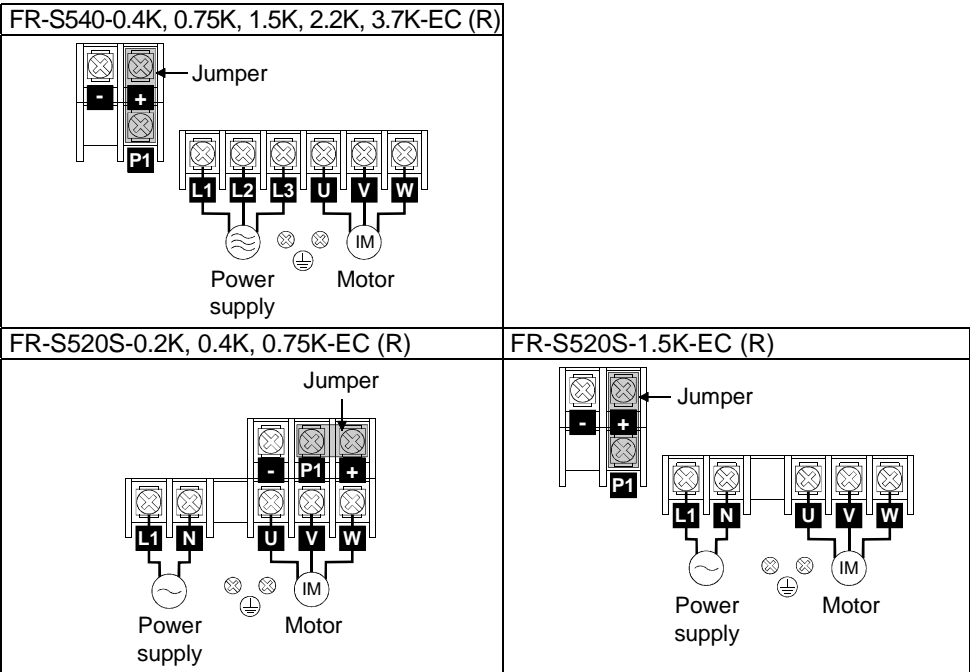 FR-S540-0.4K, 0.75K, 1.5K, 2.2K, 3.7K-EC (R)
Jumper
- +
P1
L1 L2 L3 U V W
IM
Power supply
Motor
FR-S520S-0.2K, 0.4K, 0.75K-EC (R)
Jumper
- P1 +
L1 N U V W
IM
Power supply
Motor
FR-S520S-1.5K-EC (R)
Jumper
- +
P1
L1 N U V W
IM
Power supply
Motor